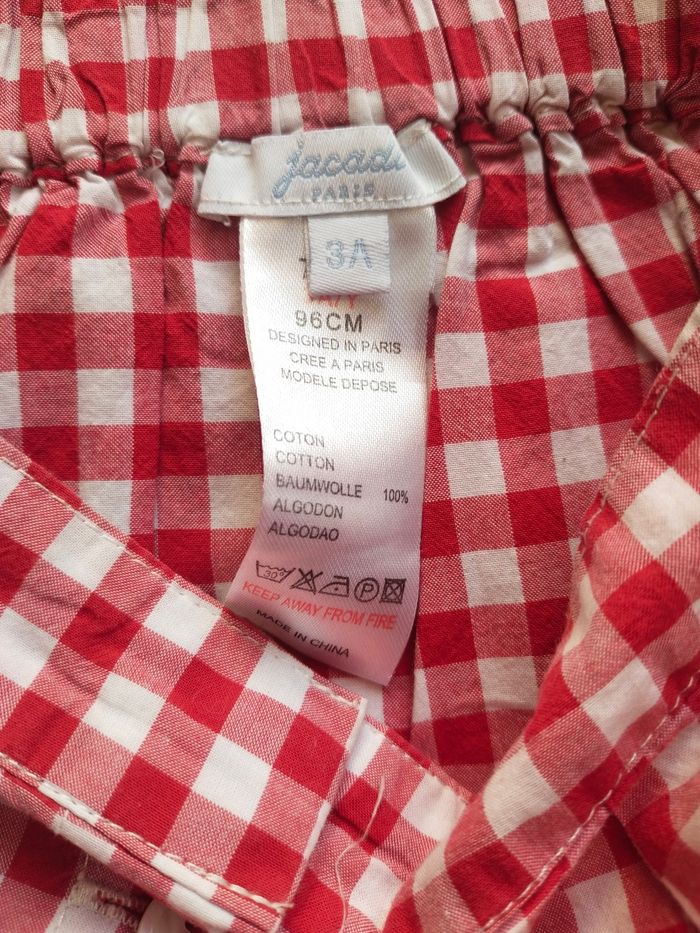 jacadi
PARIS
3A
96CM
DESIGNED IN PARIS
CREE A PARIS
MODELE DEPOSE
COTON
COTTON
BAUMWOLLE 100%
ALGODON
ALGODAO
30°
P
KEEP AWAY FROM FIRE
MADE IN CHINA